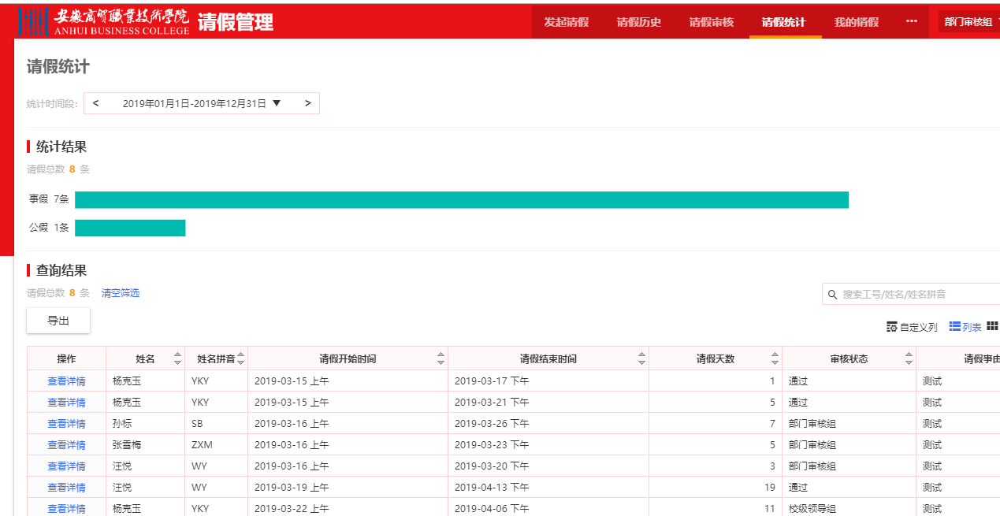 安徽商贸职业技术学院
ANHUI BUSINESS COLLEGE
请假管理 发起请假 请假历史 请假审核 请假统计 我的销假 ··· 部门审核组
请假统计
统计时间段: < 2019年01月1日-2019年12月31日 ▼ >
统计结果
请假总数 8 条
事假 7条
公假 1条
查询结果
请假总数 8 条 清空筛选
搜索工号/姓名/姓名拼音
导出
自定义列 列表
操作 姓名 姓名拼音 请假开始时间 请假结束时间 请假天数 审核状态 请假事由
查看详情 杨克玉 YKY 2019-03-15 上午 2019-03-17 下午 1 通过 测试
查看详情 杨克玉 YKY 2019-03-15 上午 2019-03-21 下午 5 通过 测试
查看详情 孙标 SB 2019-03-16 上午 2019-03-26 下午 7 部门审核组 测试
查看详情 张雪梅 ZXM 2019-03-16 上午 2019-03-23 下午 5 部门审核组 测试
查看详情 汪悦 WY 2019-03-16 上午 2019-03-20 下午 3 部门审核组 测试
查看详情 汪悦 WY 2019-03-19 上午 2019-04-13 下午 19 通过 测试
查看详情 杨克玉 YKY 2019-03-22 上午 2019-04-06 下午 11 校级领导组 测试